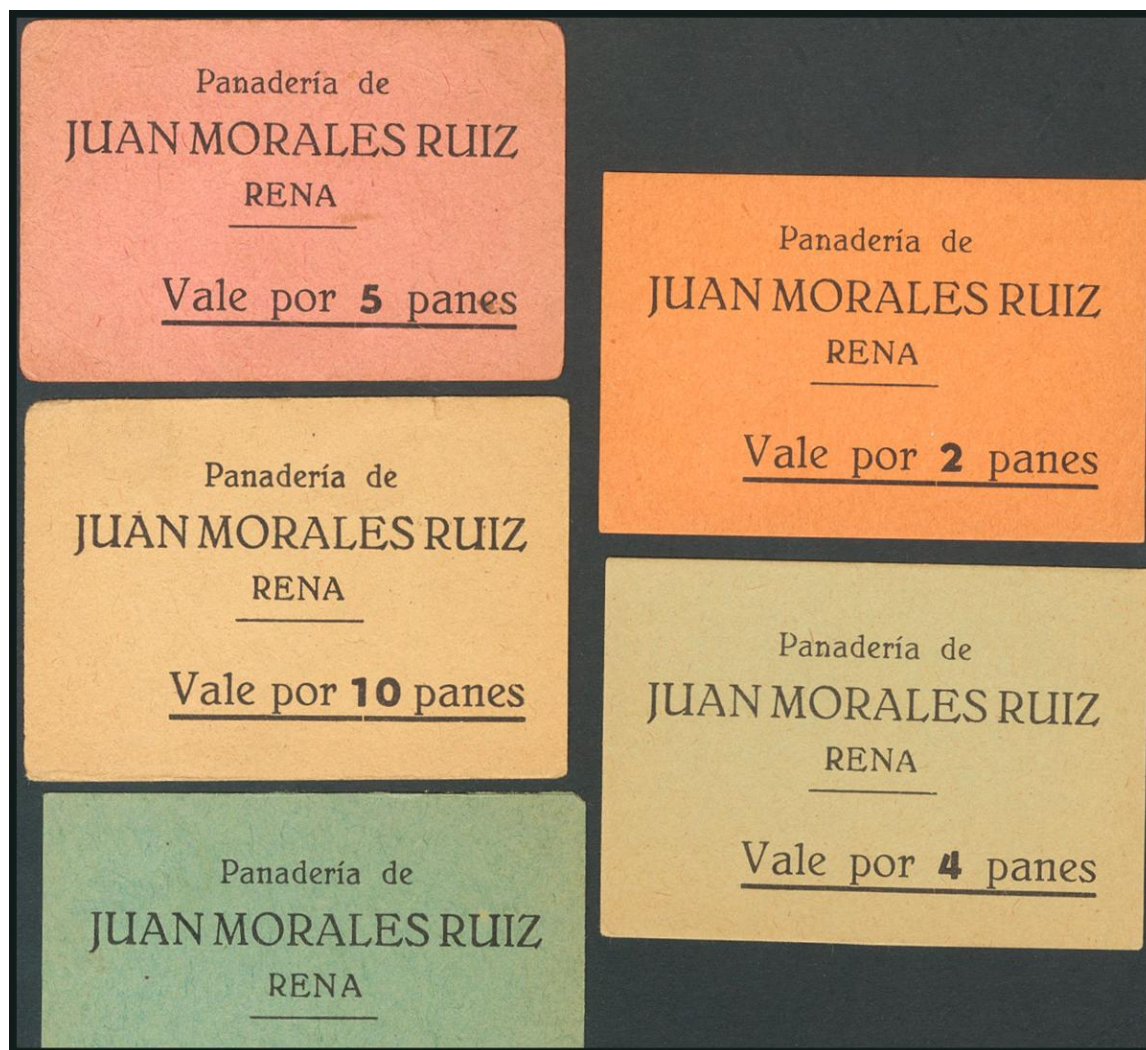 Panadería de
JUAN MORALES RUIZ
RENA
Vale por 5 panes
Panadería de
JUAN MORALES RUIZ
RENA
Vale por 10 panes
Panadería de
JUAN MORALES RUIZ
RENA
Panadería de
JUAN MORALES RUIZ
RENA
Vale por 2 panes
Panadería de
JUAN MORALES RUIZ
RENA
Vale por 4 panes